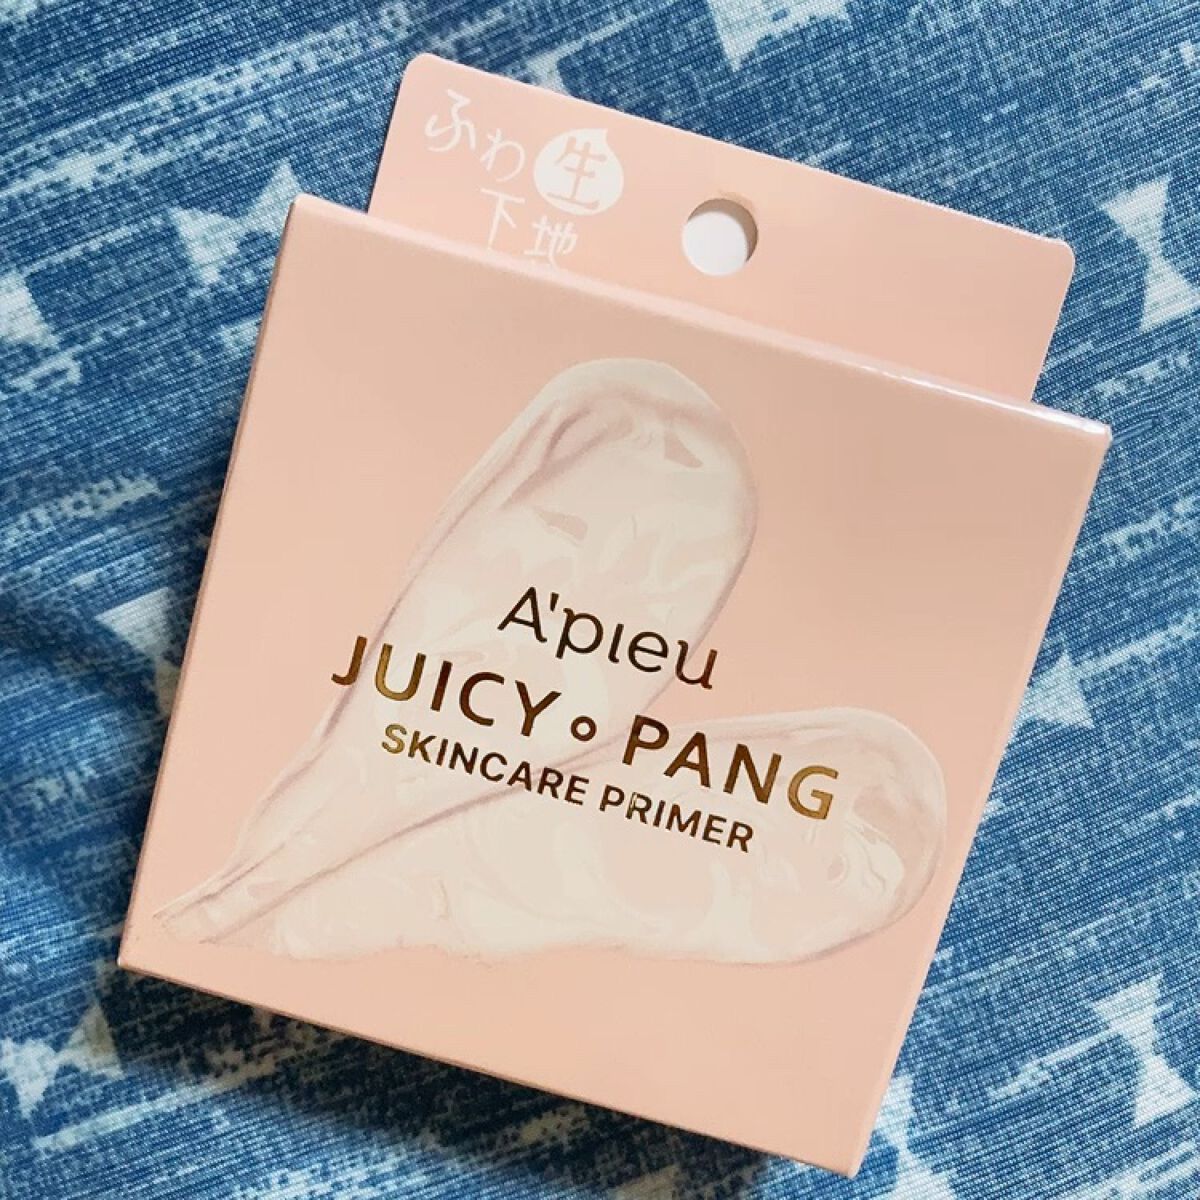 ふわ生
下地
A'pieu
JUICY。PANG
SKINCARE PRIMER